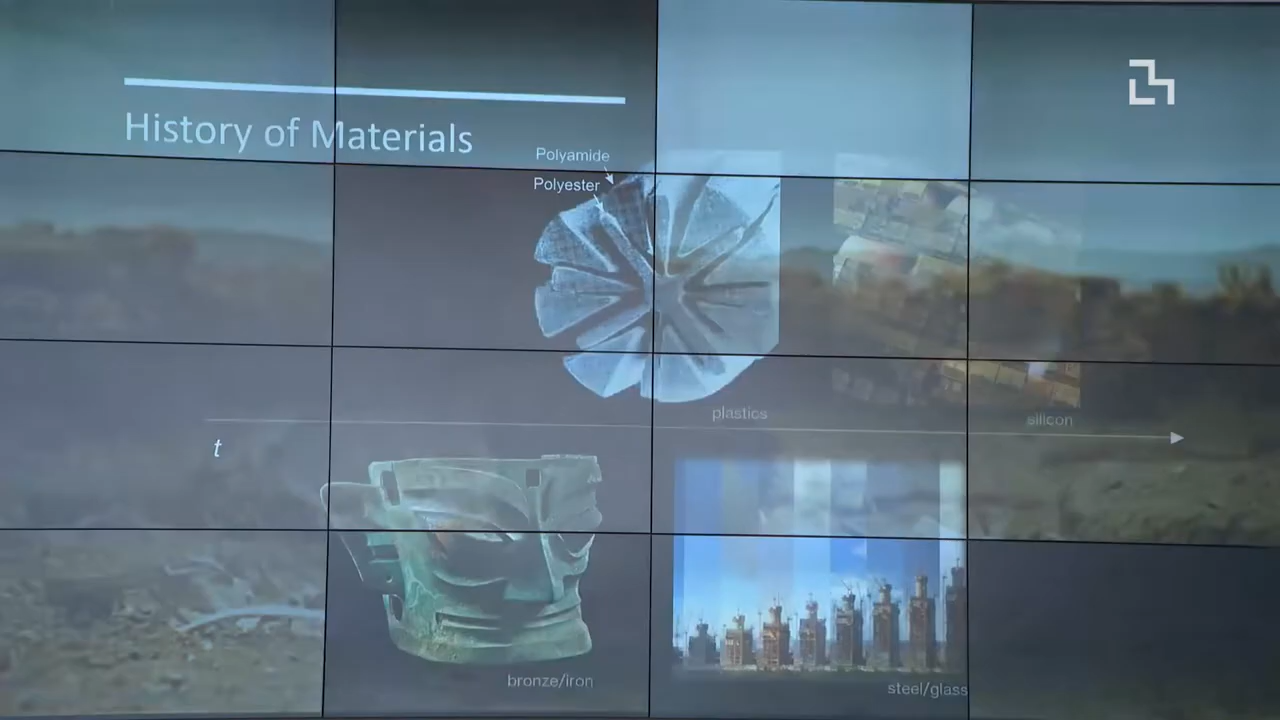 History of Materials
Polyamide
Polyester
plastics
silicon
t
bronze/iron
steel/glass